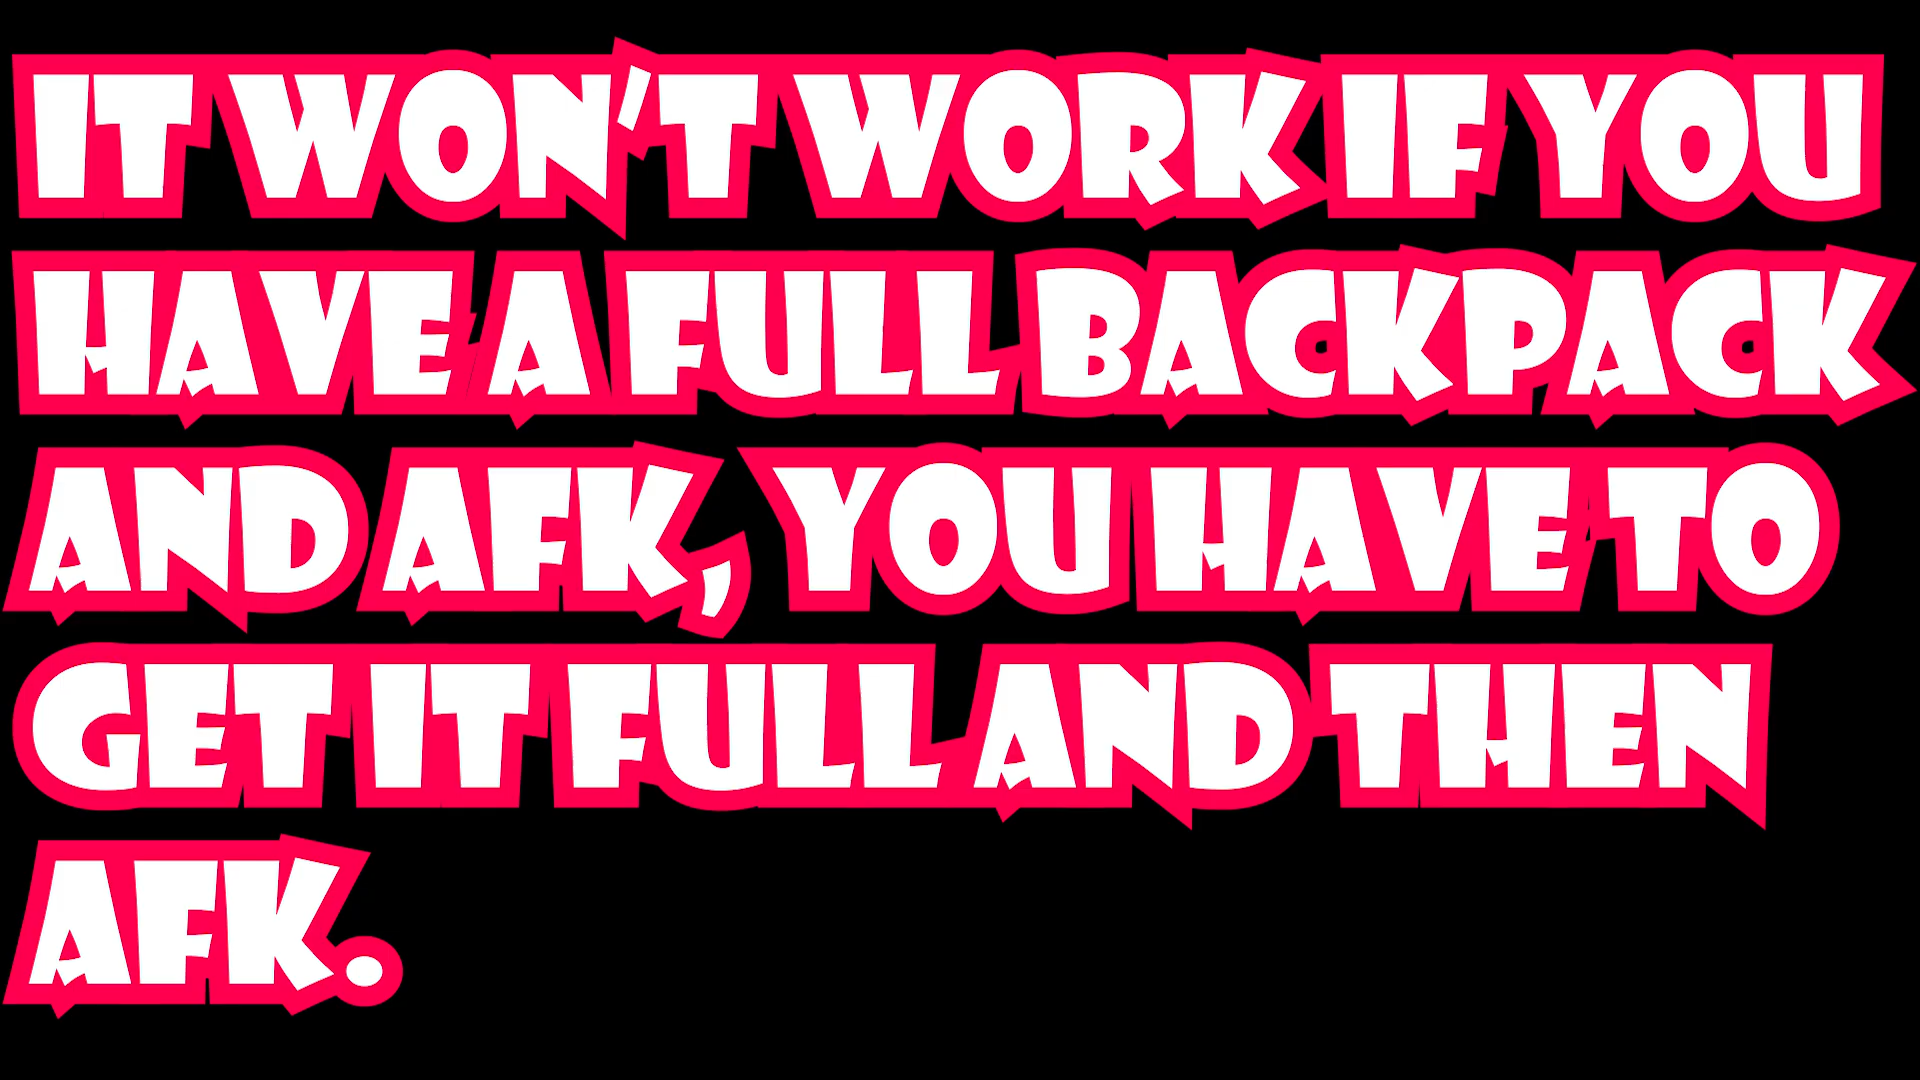 IT WON'T WORK IF YOU
HAVE A FULL BACKPACK
AND AFK, YOU HAVE TO
GET IT FULL AND THEN
AFK.